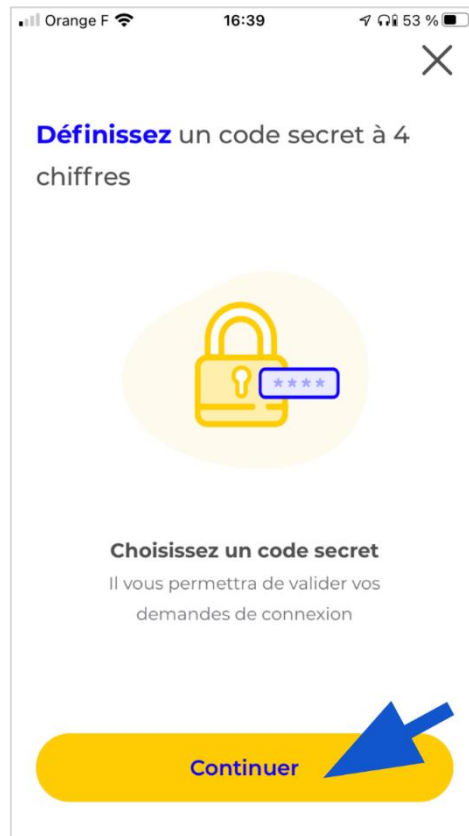 Orange F 16:39 53 %
Définissez un code secret à 4
chiffres
****
Choisissez un code secret
Il vous permettra de valider vos
demandes de connexion
Continuer